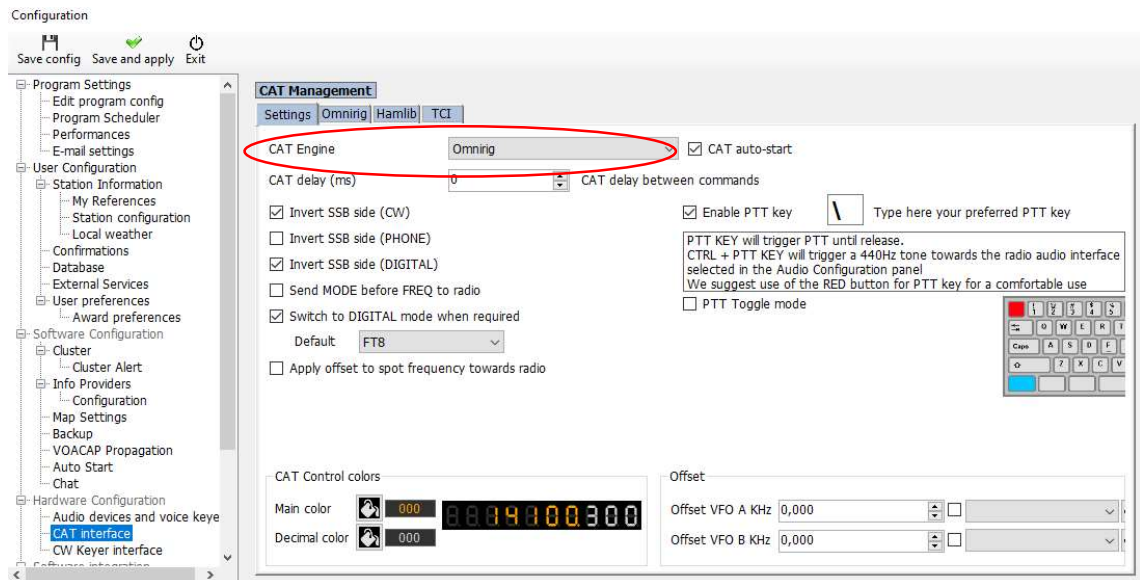 Configuration
Save config Save and apply Exit
Program Settings
Edit program config
Program Scheduler
Performances
E-mail settings
User Configuration
Station Information
My References
Station configuration
Local weather
Confirmations
Database
External Services
User preferences
Award preferences
Software Configuration
Cluster
Cluster Alert
Info Providers
Configuration
Map Settings
Backup
VOACAP Propagation
Auto Start
Chat
Hardware Configuration
Audio devices and voice keye
CAT interface
CW Keyer interface
Software integration
CAT Management
Settings Omnirig Hamlib TCI
CAT Engine Omnirig CAT auto-start
CAT delay (ms) 0 CAT delay between commands
Invert SSB side (CW)
Invert SSB side (PHONE)
Invert SSB side (DIGITAL)
Send MODE before FREQ to radio
Switch to DIGITAL mode when required
Default FT8
Apply offset to spot frequency towards radio
Enable PTT key \ Type here your preferred PTT key
PTT KEY will trigger PTT until release.
CTRL + PTT KEY will trigger a 440Hz tone towards the radio audio interface
selected in the Audio Configuration panel
We suggest use of the RED button for PTT key for a comfortable use
PTT Toggle mode
Q W E R T
Caps A S D F
Z X C V
CAT Control colors
Main color 000
Decimal color 000
14100.300
Offset
Offset VFO A KHz 0,000
Offset VFO B KHz 0,000